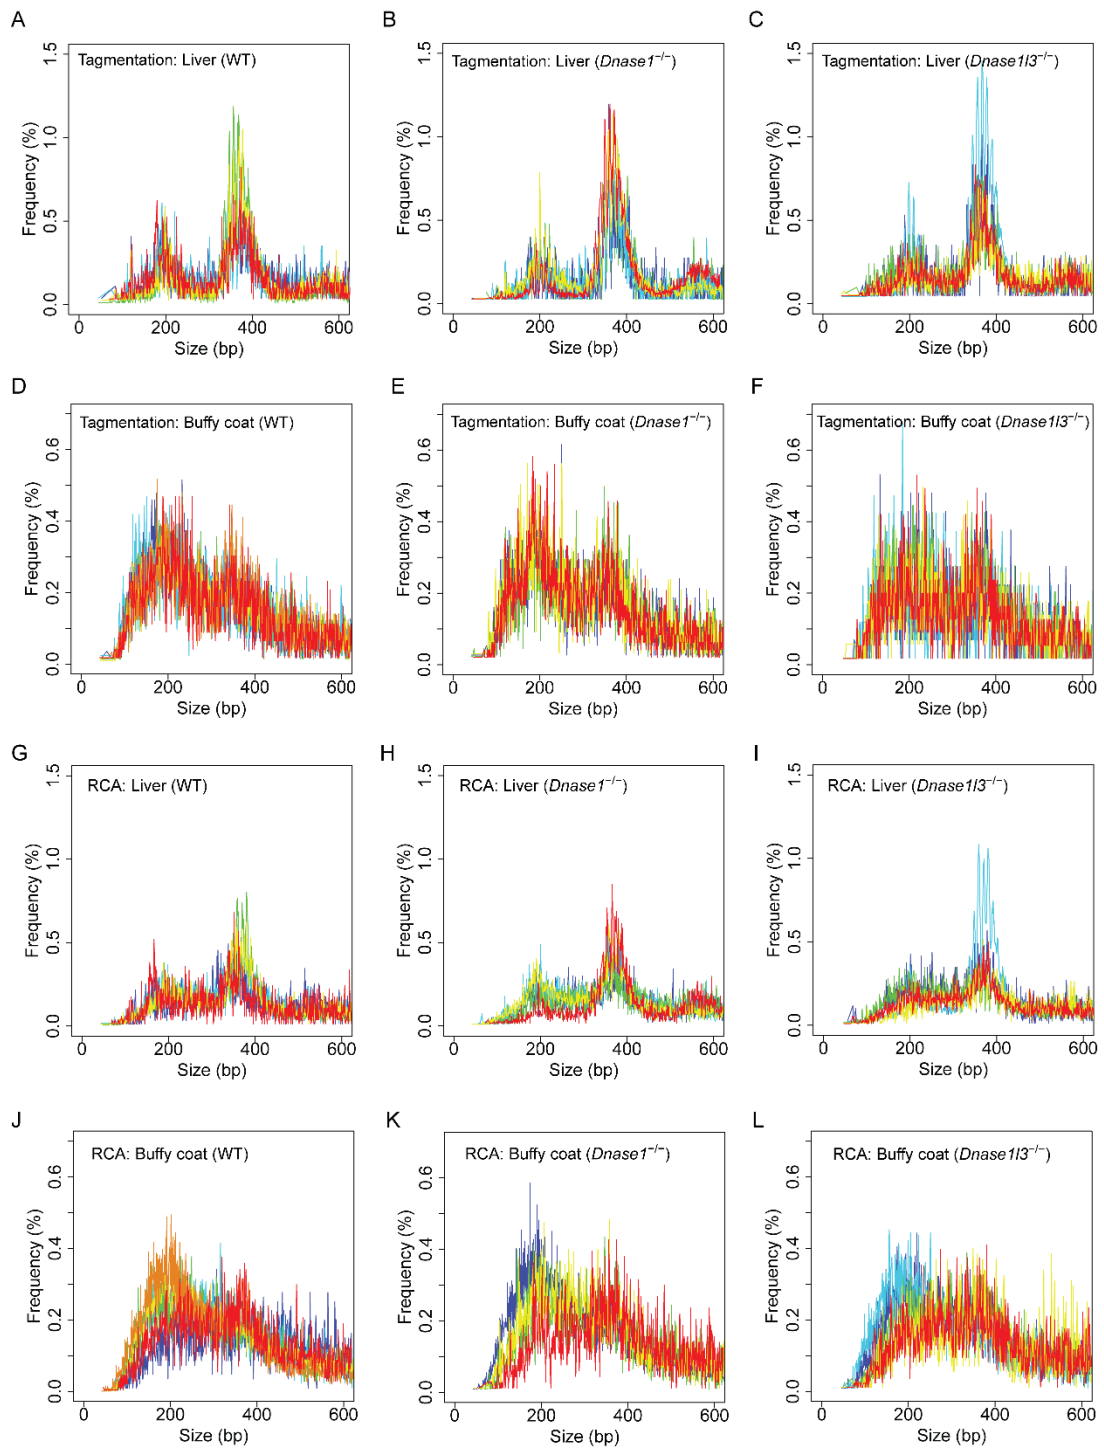 A
B
C
1.5
1.0
0.5
0.0
Frequency (%)
Tagmentation: Liver (WT)
0 200 400 600
Size (bp)
1.5
1.0
0.5
0.0
Frequency (%)
Tagmentation: Liver (Dnase1−/−)
0 200 400 600
Size (bp)
1.5
1.0
0.5
0.0
Frequency (%)
Tagmentation: Liver (Dnase1l3−/−)
0 200 400 600
Size (bp)
D
E
F
0.6
0.4
0.2
0.0
Frequency (%)
Tagmentation: Buffy coat (WT)
0 200 400 600
Size (bp)
0.6
0.4
0.2
0.0
Frequency (%)
Tagmentation: Buffy coat (Dnase1−/−)
0 200 400 600
Size (bp)
0.6
0.4
0.2
0.0
Frequency (%)
Tagmentation: Buffy coat (Dnase1l3−/−)
0 200 400 600
Size (bp)
G
H
I
1.5
1.0
0.5
0.0
Frequency (%)
RCA: Liver (WT)
0 200 400 600
Size (bp)
1.5
1.0
0.5
0.0
Frequency (%)
RCA: Liver (Dnase1−/−)
0 200 400 600
Size (bp)
1.5
1.0
0.5
0.0
Frequency (%)
RCA: Liver (Dnase1l3−/−)
0 200 400 600
Size (bp)
J
K
L
0.6
0.4
0.2
0.0
Frequency (%)
RCA: Buffy coat (WT)
0 200 400 600
Size (bp)
0.6
0.4
0.2
0.0
Frequency (%)
RCA: Buffy coat (Dnase1−/−)
0 200 400 600
Size (bp)
0.6
0.4
0.2
0.0
Frequency (%)
RCA: Buffy coat (Dnase1l3−/−)
0 200 400 600
Size (bp)